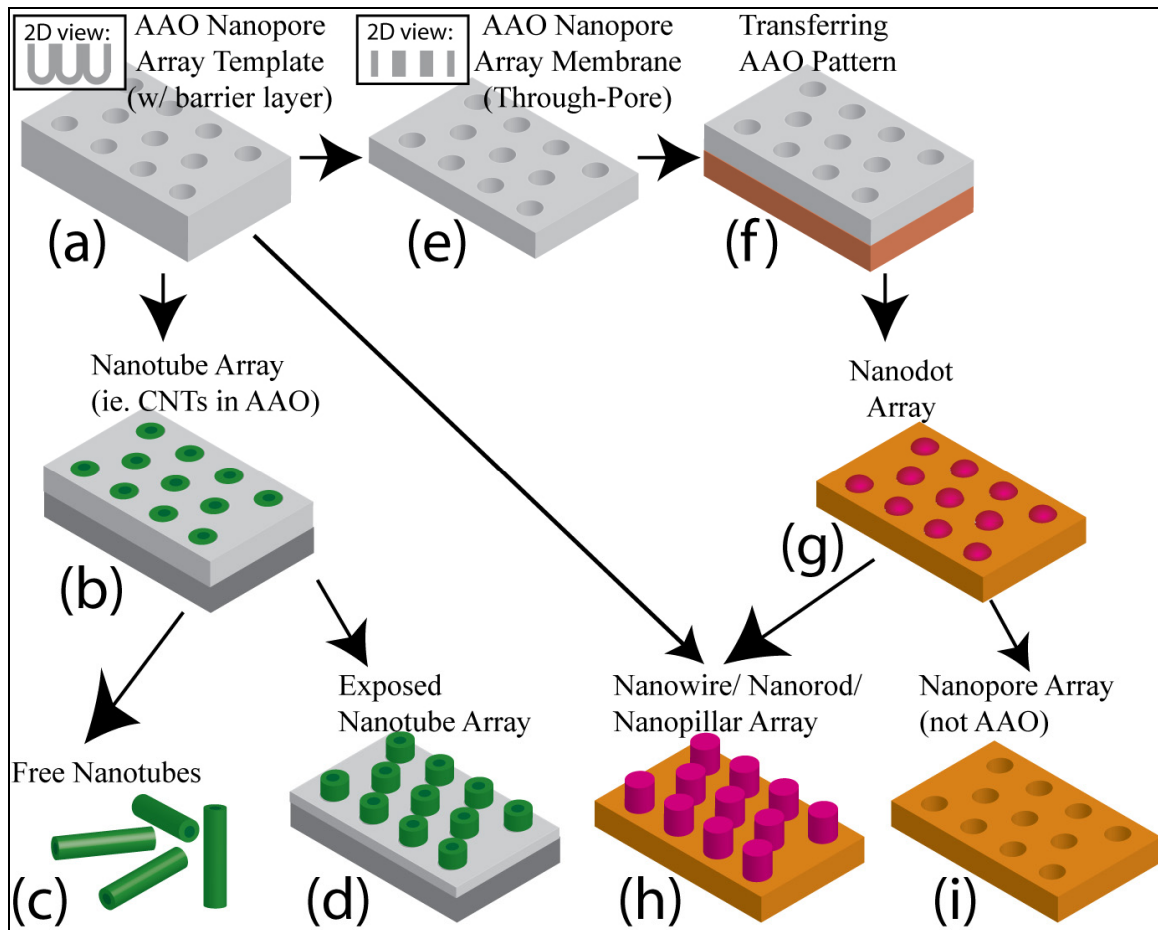 2D view:
AAO Nanopore
Array Template
(w/ barrier layer)
(a)
2D view:
AAO Nanopore
Array Membrane
(Through-Pore)
(e)
Transferring
AAO Pattern
(f)
Nanotube Array
(ie. CNTs in AAO)
(b)
Nanodot
Array
(g)
Free Nanotubes
(c)
Exposed
Nanotube Array
(d)
Nanowire/ Nanorod/
Nanopillar Array
(h)
Nanopore Array
(not AAO)
(i)